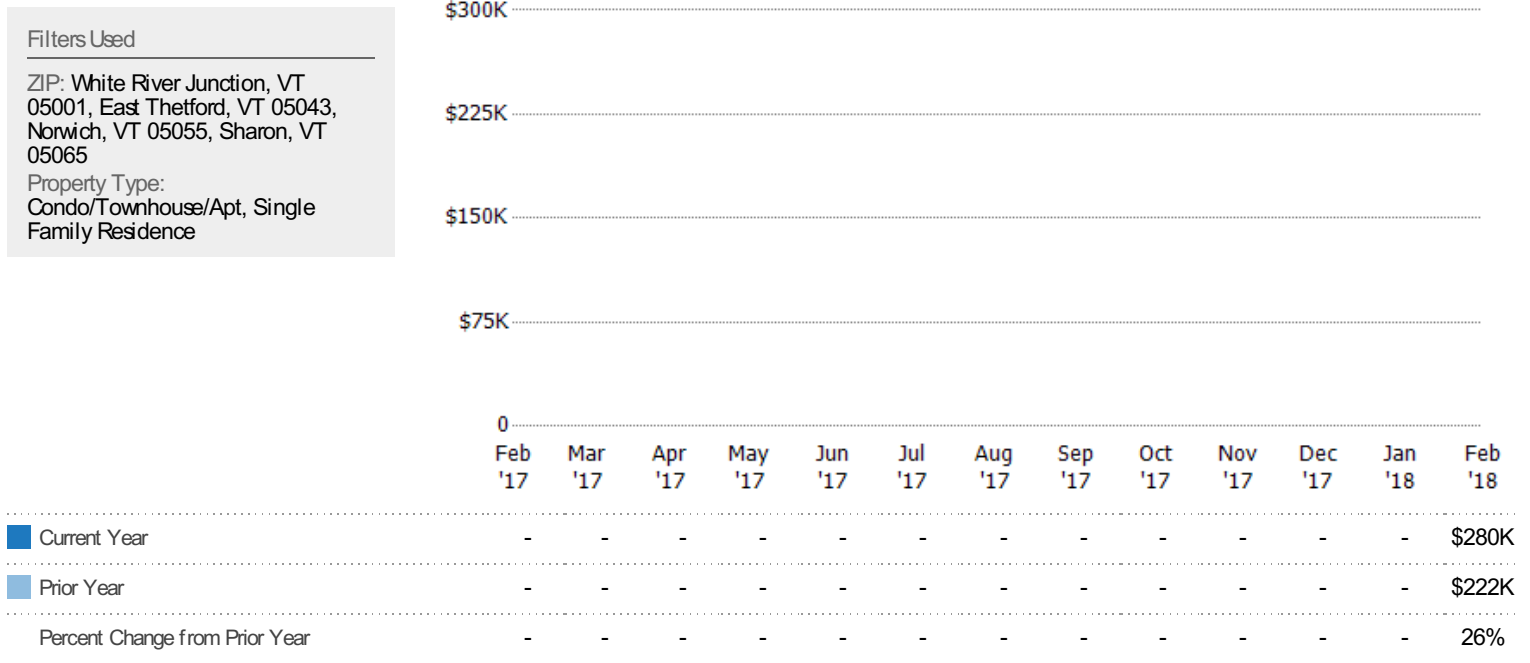 Filters Used
ZIP: White River Junction, VT
05001, East Thetford, VT 05043,
Norwich, VT 05055, Sharon, VT
05065
Property Type:
Condo/Townhouse/Apt, Single
Family Residence
$300K
$225K
$150K
$75K
0
Feb Mar Apr May Jun Jul Aug Sep Oct Nov Dec Jan Feb
'17 '17 '17 '17 '17 '17 '17 '17 '17 '17 '17 '18 '18
Current Year - - - - - - - - - - - - $280K
Prior Year - - - - - - - - - - - - $222K
Percent Change from Prior Year - - - - - - - - - - - - 26%